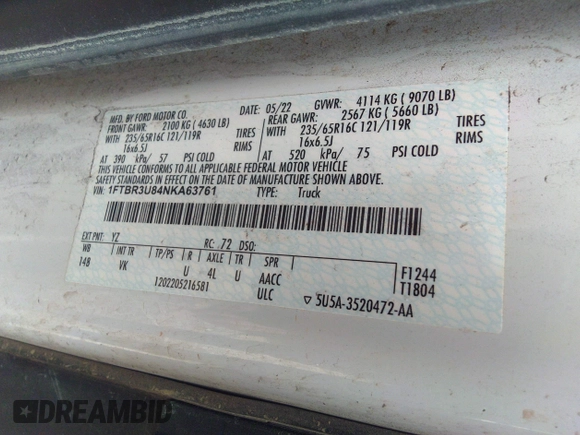 MFD. BY FORD MOTOR CO.
05/22 GVWR: 4114 KG ( 9070 LB)
FRONT GAWR: 2100 KG ( 4630 LB)
REAR GAWR: 2567 KG ( 5660 LB)
WITH 235/65R16C 121/119R TIRES
WITH 235/65R16C 121/119R TIRES
16x6.5J RIMS
16x6.5J RIMS
AT 390 kPa/ 57 PSI COLD
AT 520 kPa/ 75 PSI COLD
THIS VEHICLE CONFORMS TO ALL APPLICABLE FEDERAL MOTOR VEHICLE
SAFETY STANDARDS IN EFFECT ON THE DATE OF MANUFACTURE SHOWN ABOVE.
1FTBR3U84NKA63761 TYPE: Truck
EXT PNT: YZ RC: 72 DSO:
WB INT TR TP/PS R AXLE TR SPR
148 VK U 4L U AACC
ULC
F1244
T1804
1202205216581
▽ 5U5A-3520472-AA
DREAMBID